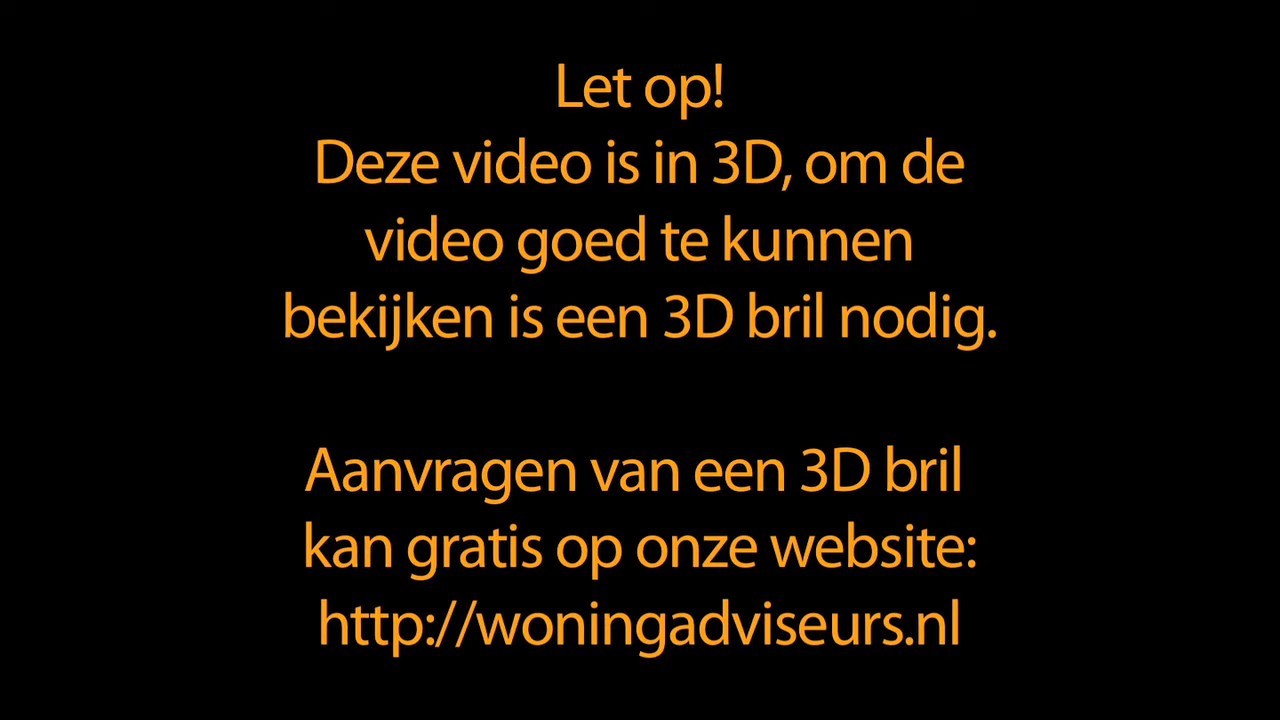 Let op!
Deze video is in 3D, om de
video goed te kunnen
bekijken is een 3D bril nodig.
Aanvragen van een 3D bril
kan gratis op onze website:
http://woningadviseurs.nl